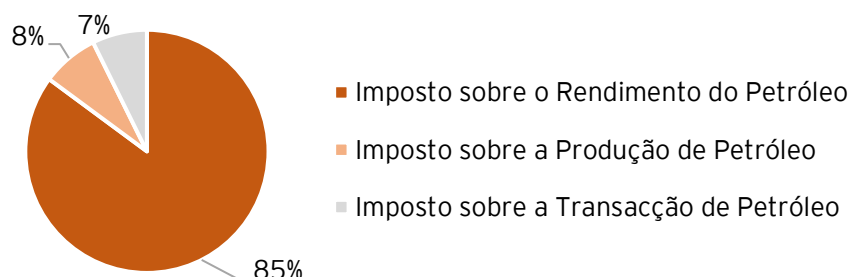 7%
8%
Imposto sobre o Rendimento do Petróleo
Imposto sobre a Produção de Petróleo
Imposto sobre a Transacção de Petróleo
85%